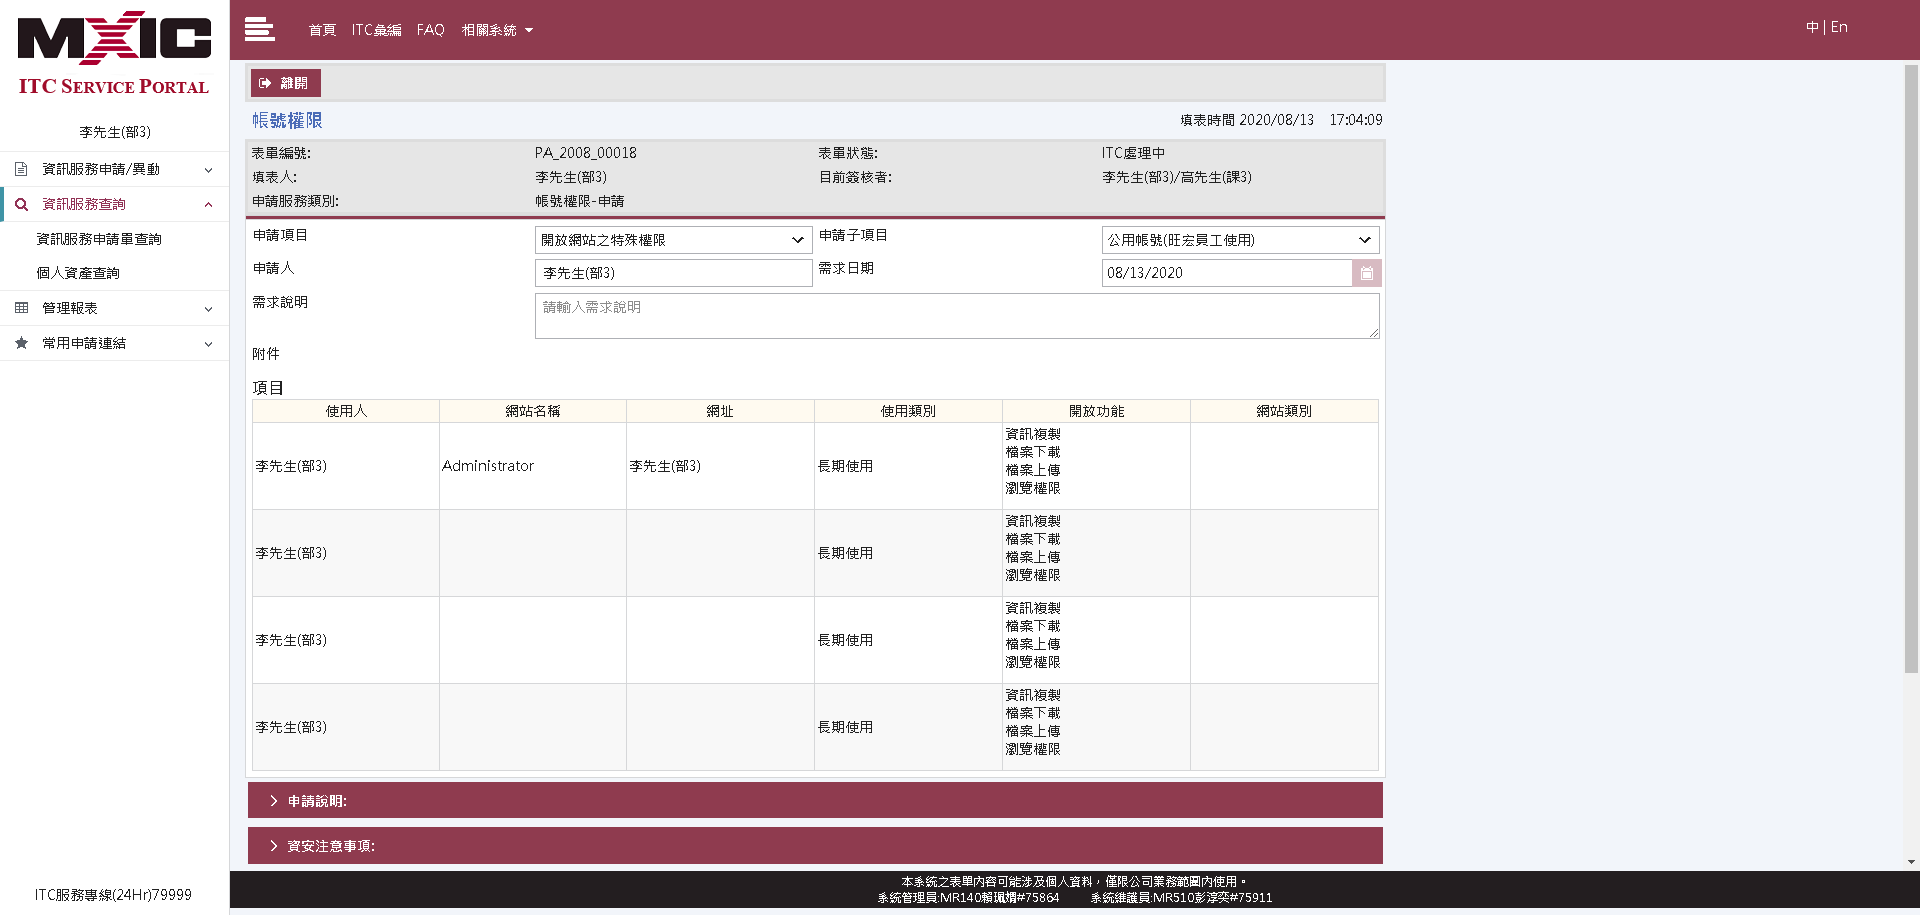 MXIC
ITC SERVICE PORTAL
李先生(部3)
資訊服務申請/異動
資訊服務查詢
資訊服務申請單查詢
個人資產查詢
管理報表
常用申請連結
ITC服務專線(24Hr)79999
首頁 ITC彙編 FAQ 相關系統
中 | En
離開
帳號權限 填表時間 2020/08/13 17:04:09
表單編號: PA_2008_00018 表單狀態: ITC處理中
填表人: 李先生(部3) 目前簽核者: 李先生(部3)/高先生(課3)
申請服務類別: 帳號權限-申請
申請項目 開放網站之特殊權限 申請子項目 公用帳號(旺宏員工使用)
申請人 李先生(部3) 需求日期 08/13/2020
需求說明 請輸入需求說明
附件
項目
使用人 網站名稱 網址 使用類別 開放功能 網站類別
李先生(部3) Administrator 李先生(部3) 長期使用 資訊複製
檔案下載
檔案上傳
瀏覽權限
李先生(部3) 長期使用 資訊複製
檔案下載
檔案上傳
瀏覽權限
李先生(部3) 長期使用 資訊複製
檔案下載
檔案上傳
瀏覽權限
李先生(部3) 長期使用 資訊複製
檔案下載
檔案上傳
瀏覽權限
申請說明:
資安注意事項:
本系統之表單內容可能涉及個人資料，僅限公司業務範圍內使用。
系統管理員:MR140賴珮#75864 系統維護員:MR510彭淳奕#75911